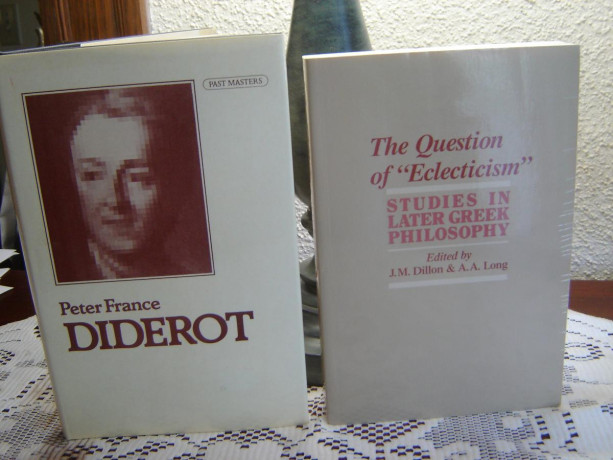 PAST MASTERS
Peter France
DIDEROT
The Question
of "Eclecticism"
STUDIES IN
LATER GREEK
PHILOSOPHY
Edited by
J.M. Dillon & A.A. Long